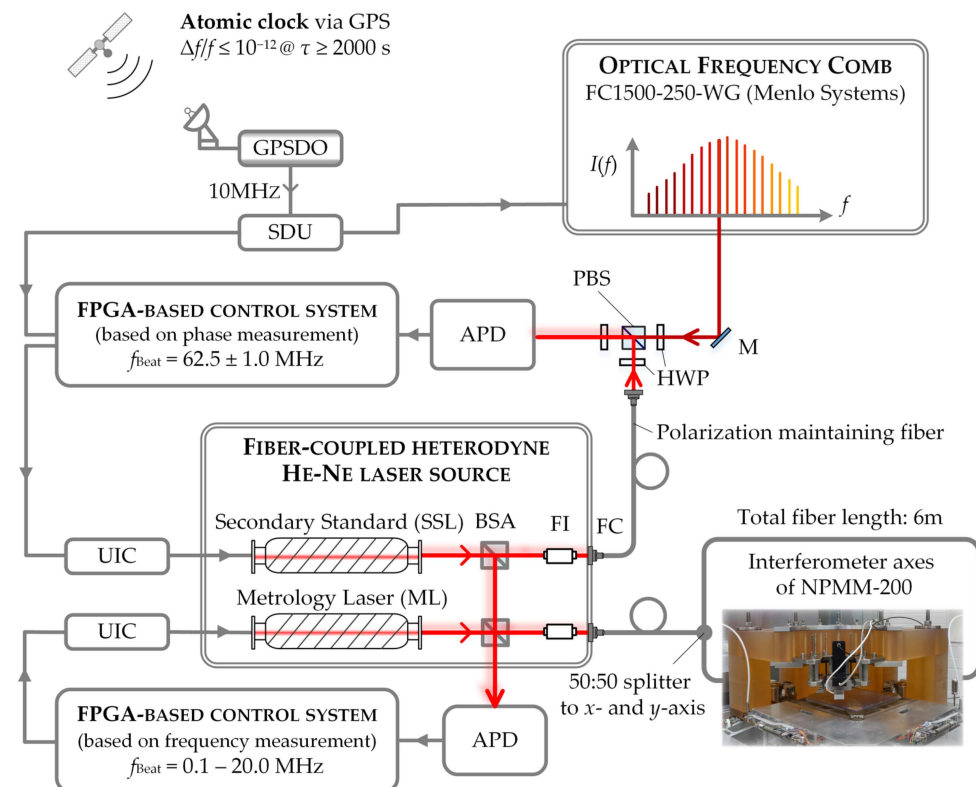 Atomic clock via GPS
Δf/f ≤ 10⁻¹² @ τ ≥ 2000 s
OPTICAL FREQUENCY COMB
FC1500-250-WG (Menlo Systems)
I(f)
f
GPSDO
10MHz
SDU
PBS
FPGA-BASED CONTROL SYSTEM
(based on phase measurement)
fBeat = 62.5 ± 1.0 MHz
APD
M
HWP
Polarization maintaining fiber
FIBER-COUPLED HETERODYNE
HE-NE LASER SOURCE
Secondary Standard (SSL)
BSA
FI
FC
Total fiber length: 6m
UIC
Interferometer axes
of NPMM-200
Metrology Laser (ML)
UIC
50:50 splitter
to x- and y-axis
FPGA-BASED CONTROL SYSTEM
(based on frequency measurement)
fBeat = 0.1 – 20.0 MHz
APD